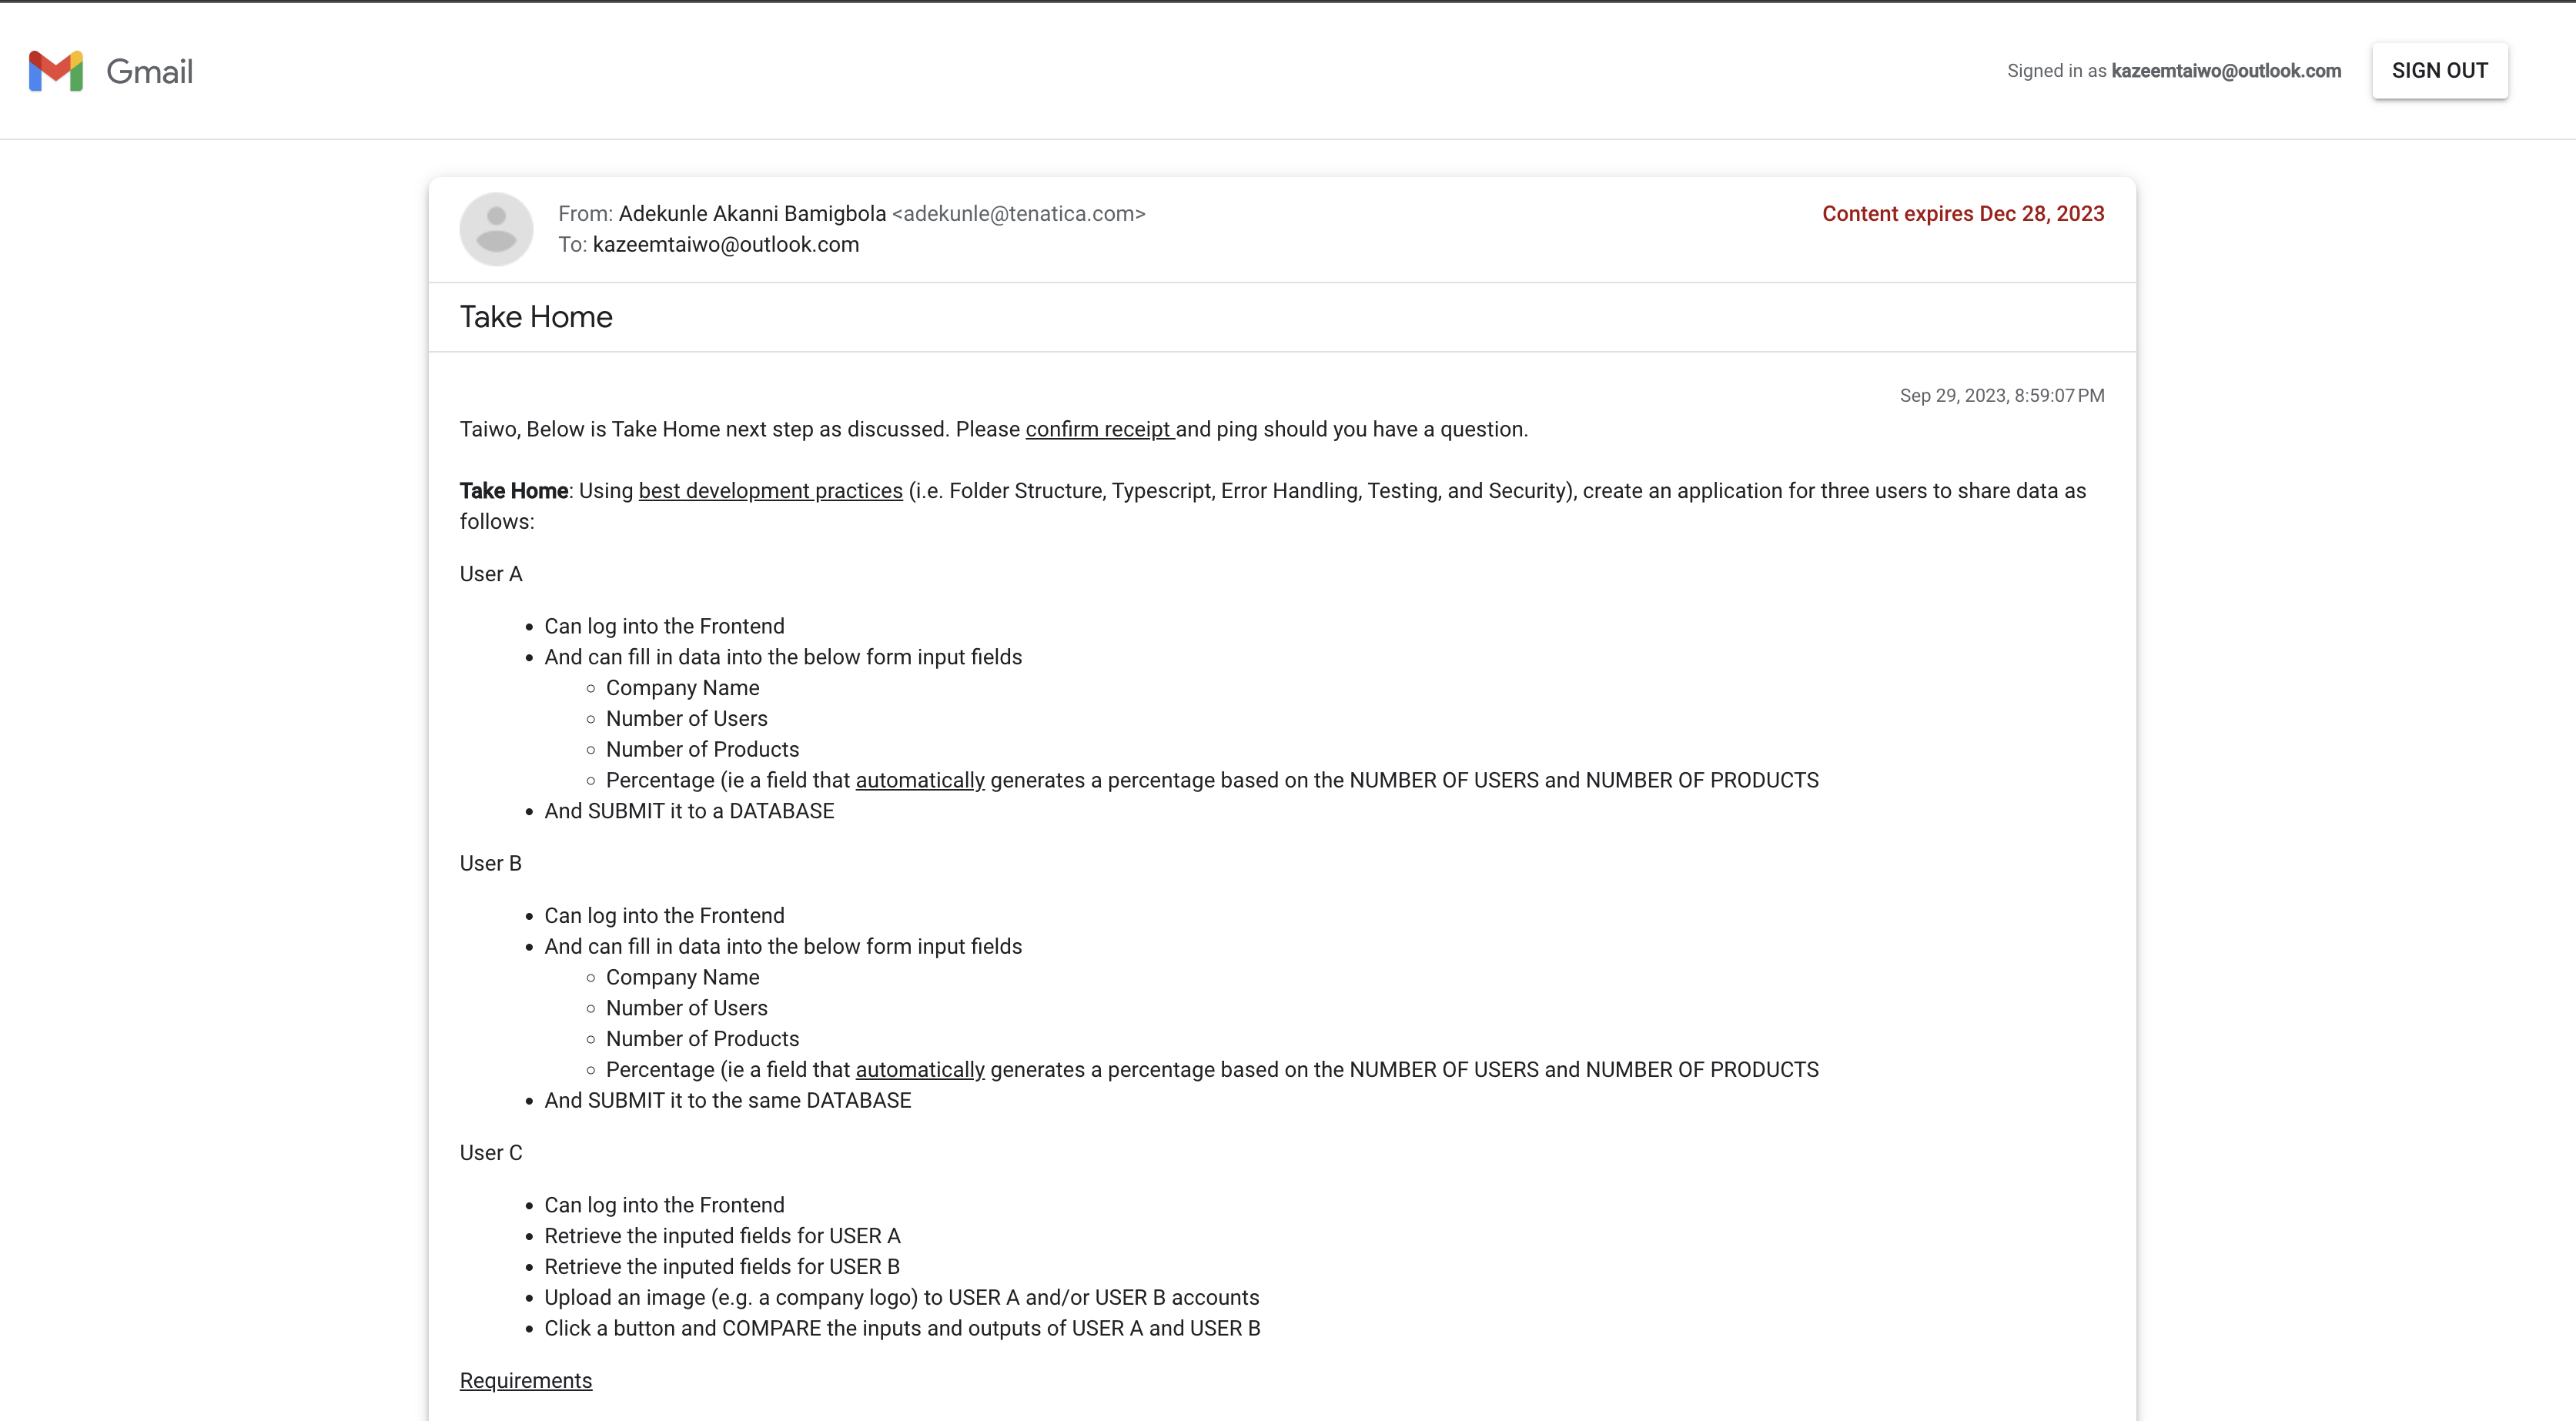 Gmail
Signed in as kazeemtaiwo@outlook.com
SIGN OUT
From: Adekunle Akanni Bamigbola <adekunle@tenatica.com>
Content expires Dec 28, 2023
To: kazeemtaiwo@outlook.com
Take Home
Sep 29, 2023, 8:59:07 PM
Taiwo, Below is Take Home next step as discussed. Please confirm receipt and ping should you have a question.
Take Home: Using best development practices (i.e. Folder Structure, Typescript, Error Handling, Testing, and Security), create an application for three users to share data as
follows:
User A
• Can log into the Frontend
• And can fill in data into the below form input fields
◦ Company Name
◦ Number of Users
◦ Number of Products
◦ Percentage (ie a field that automatically generates a percentage based on the NUMBER OF USERS and NUMBER OF PRODUCTS
• And SUBMIT it to a DATABASE
User B
• Can log into the Frontend
• And can fill in data into the below form input fields
◦ Company Name
◦ Number of Users
◦ Number of Products
◦ Percentage (ie a field that automatically generates a percentage based on the NUMBER OF USERS and NUMBER OF PRODUCTS
• And SUBMIT it to the same DATABASE
User C
• Can log into the Frontend
• Retrieve the inputed fields for USER A
• Retrieve the inputed fields for USER B
• Upload an image (e.g. a company logo) to USER A and/or USER B accounts
• Click a button and COMPARE the inputs and outputs of USER A and USER B
Requirements